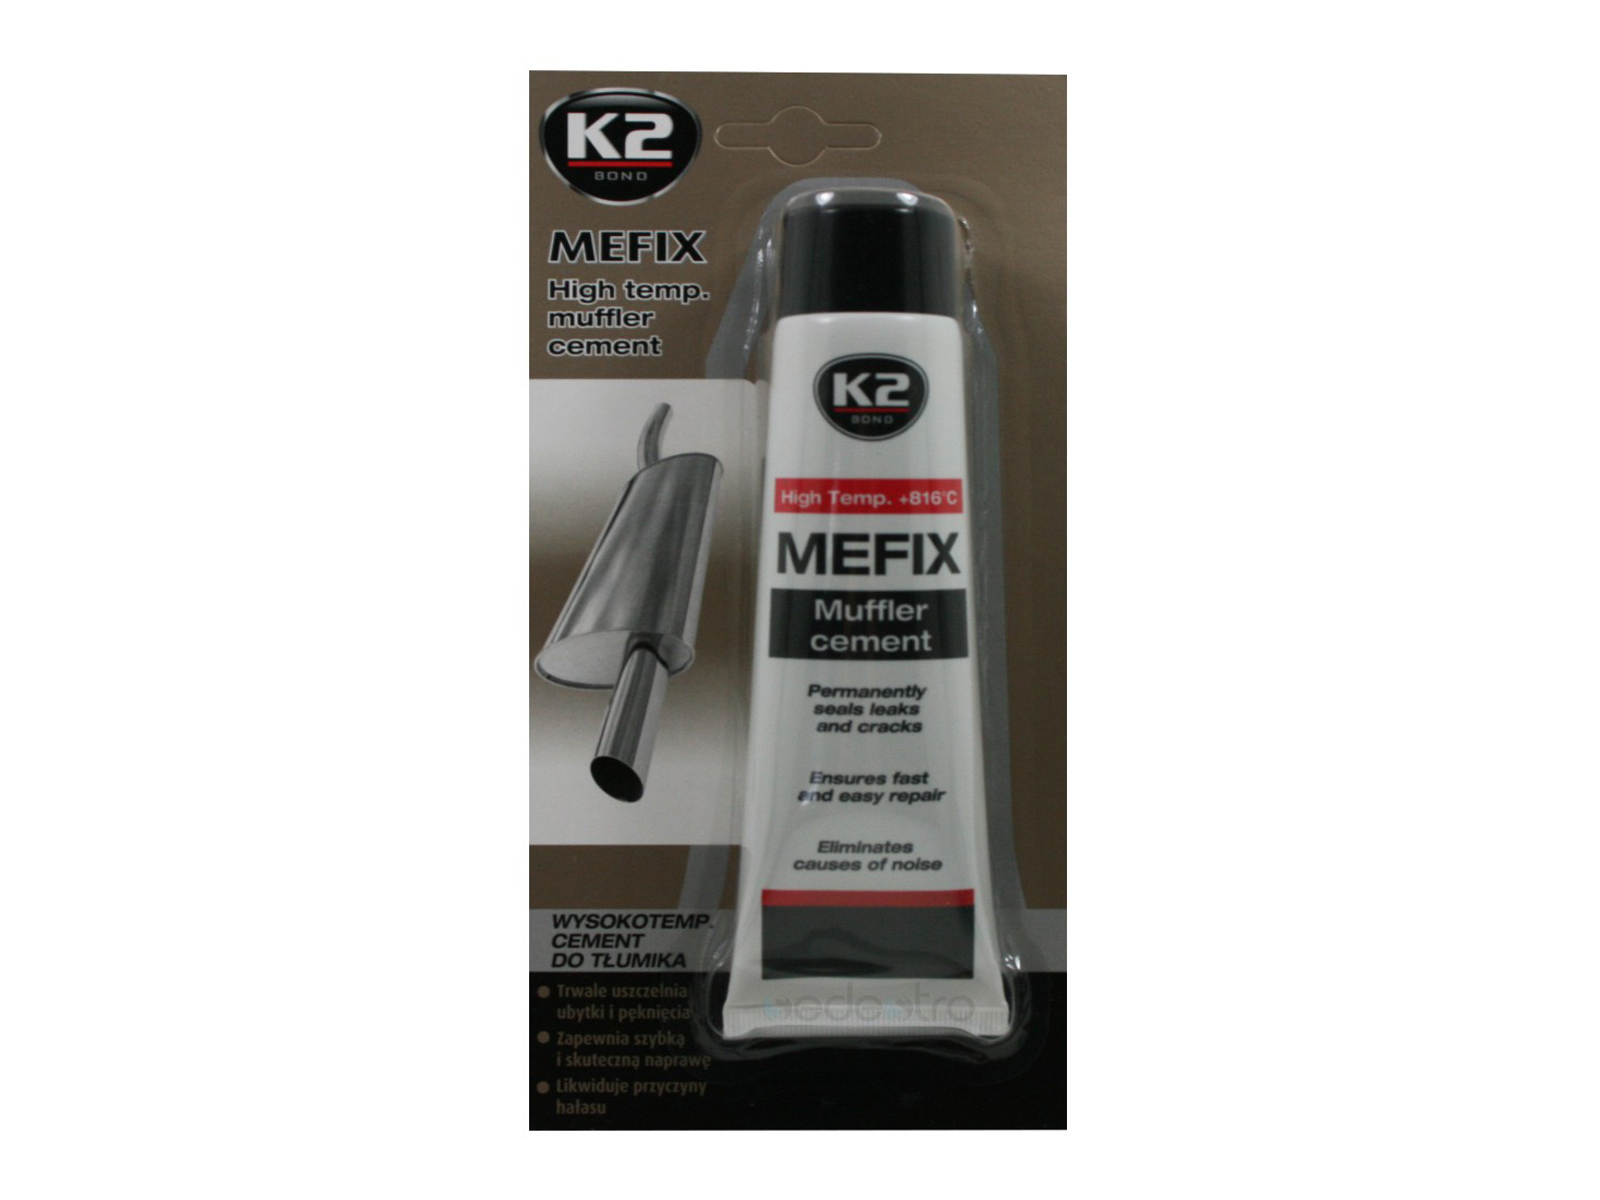 K2
BOND
MEFIX
High temp.
muffler
cement
K2
BOND
High Temp. +816°C
MEFIX
Muffler
cement
Permanently
seals leaks
and cracks
Ensures fast
and easy repair
Eliminates
causes of noise
WYSOKOTEMP.
CEMENT
DO TŁUMIKA
Trwale uszczelnia
ubytki i pęknięcia
Zapewnia szybką
i skuteczną naprawę
Likwiduje przyczyny
hałasu